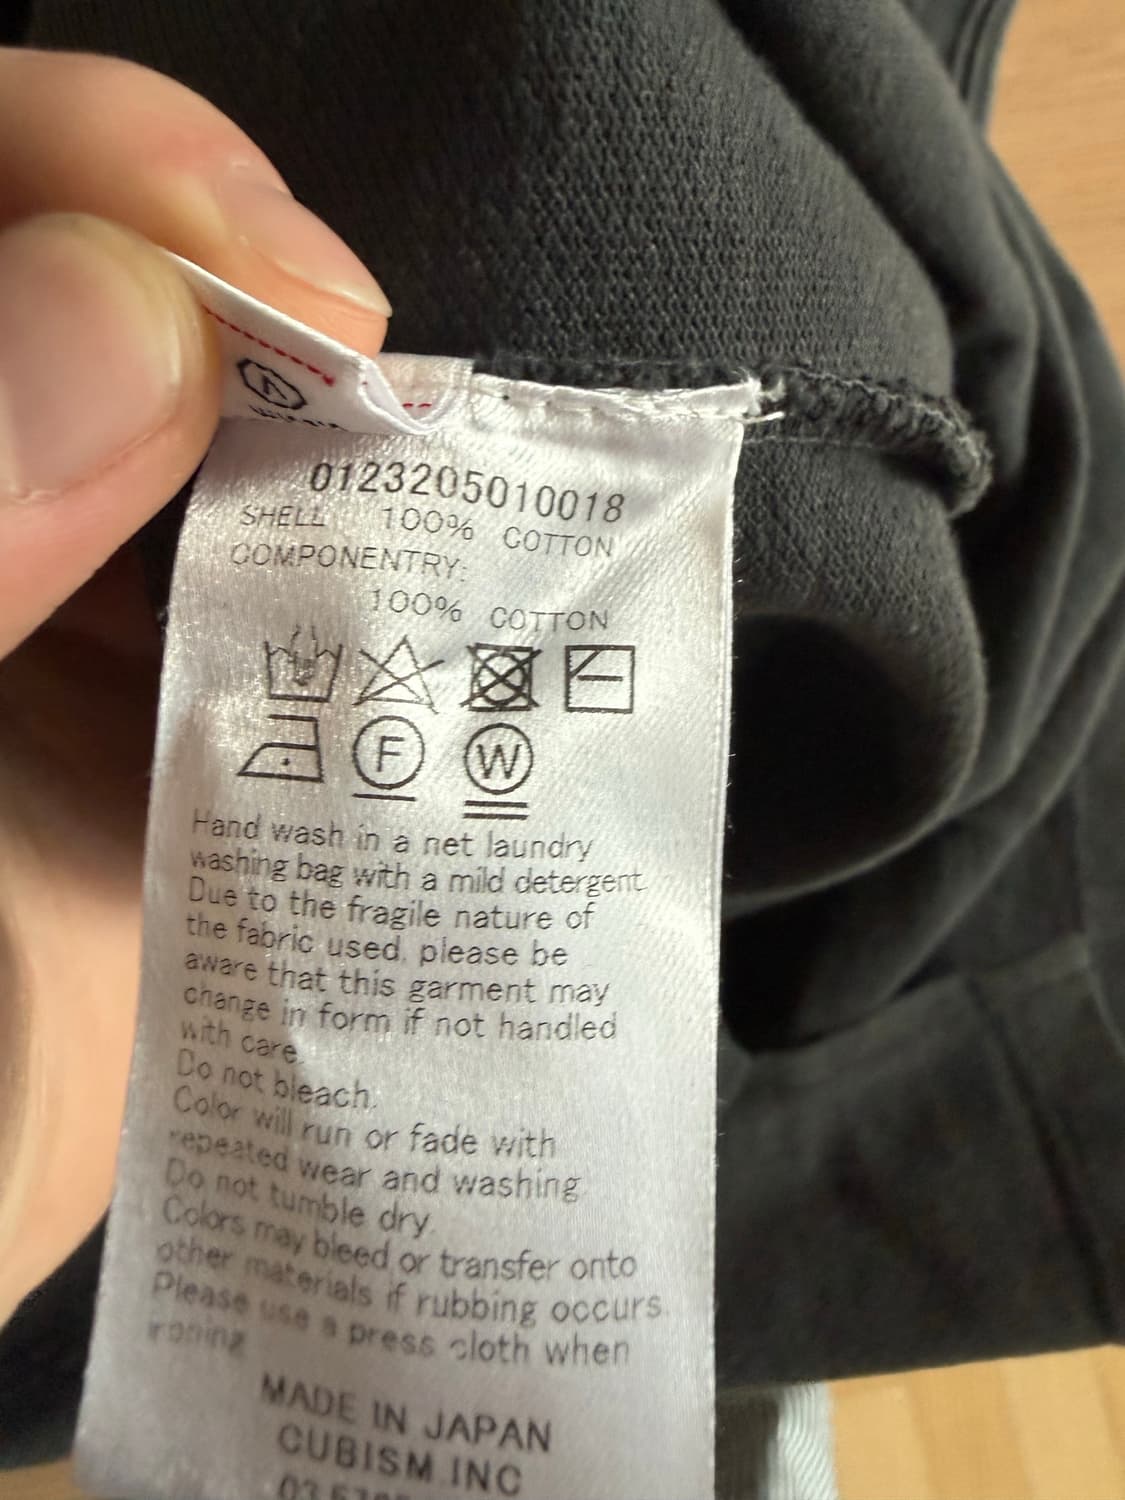 0123205010018
SHELL 100% COTTON
COMPONENTRY:
100% COTTON
F
W
Hand wash in a net laundry
washing bag with a mild detergent.
Due to the fragile nature of
the fabric used, please be
aware that this garment may
change in form if not handled
with care.
Do not bleach.
Color will run or fade with
repeated wear and washing
Do not tumble dry.
Colors may bleed or transfer onto
other materials if rubbing occurs.
Please use a press cloth when
ironing
MADE IN JAPAN
CUBISM.INC